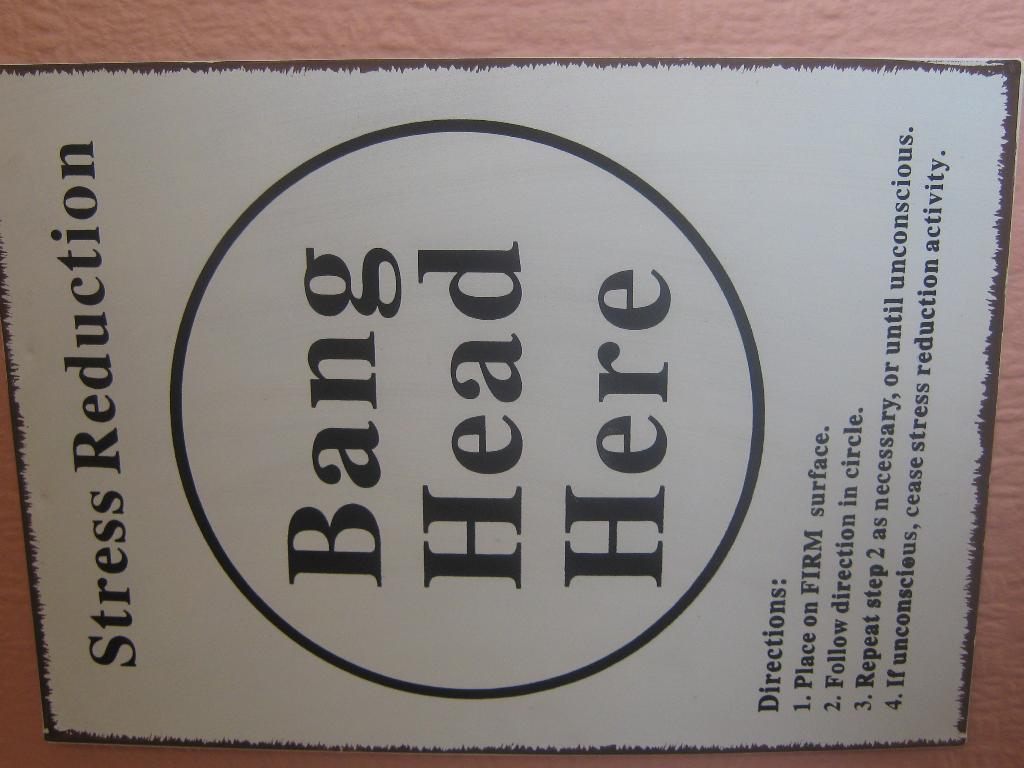 Stress Reduction
Bang
Head
Here
Directions:
1. Place on FIRM surface.
2. Follow direction in circle.
3. Repeat step 2 as necessary, or until unconscious.
4. If unconscious, cease stress reduction activity.